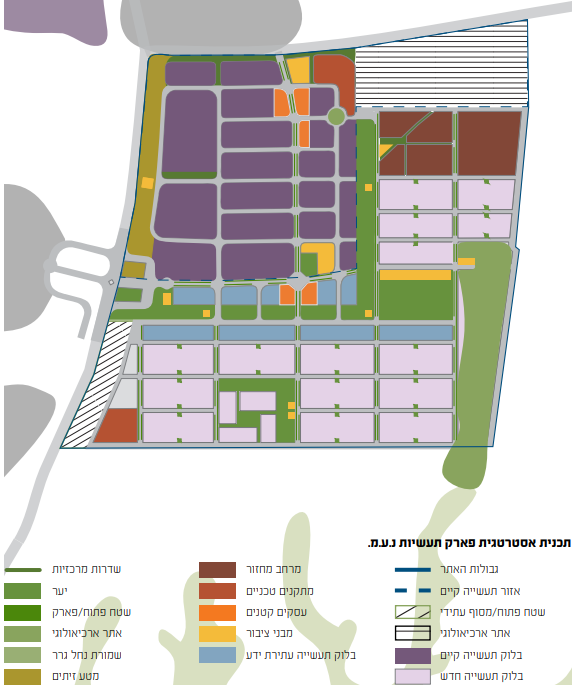 תכנית אסטרטגית פארק תעשיות נ.ע.מ.
גבולות האתר
אזור תעשייה קיים
שטח פתוח/מסוף עתידי
אתר ארכיאולוגי
בלוק תעשייה קיים
בלוק תעשייה חדש
מרחב מחזור
מתקנים טכניים
עסקים קטנים
מבני ציבור
בלוק תעשייה עתירת ידע
שדרות מרכזיות
יער
שטח פתוח/פארק
אתר ארכיאולוגי
שמורת נחל גרר
מטע זיתים